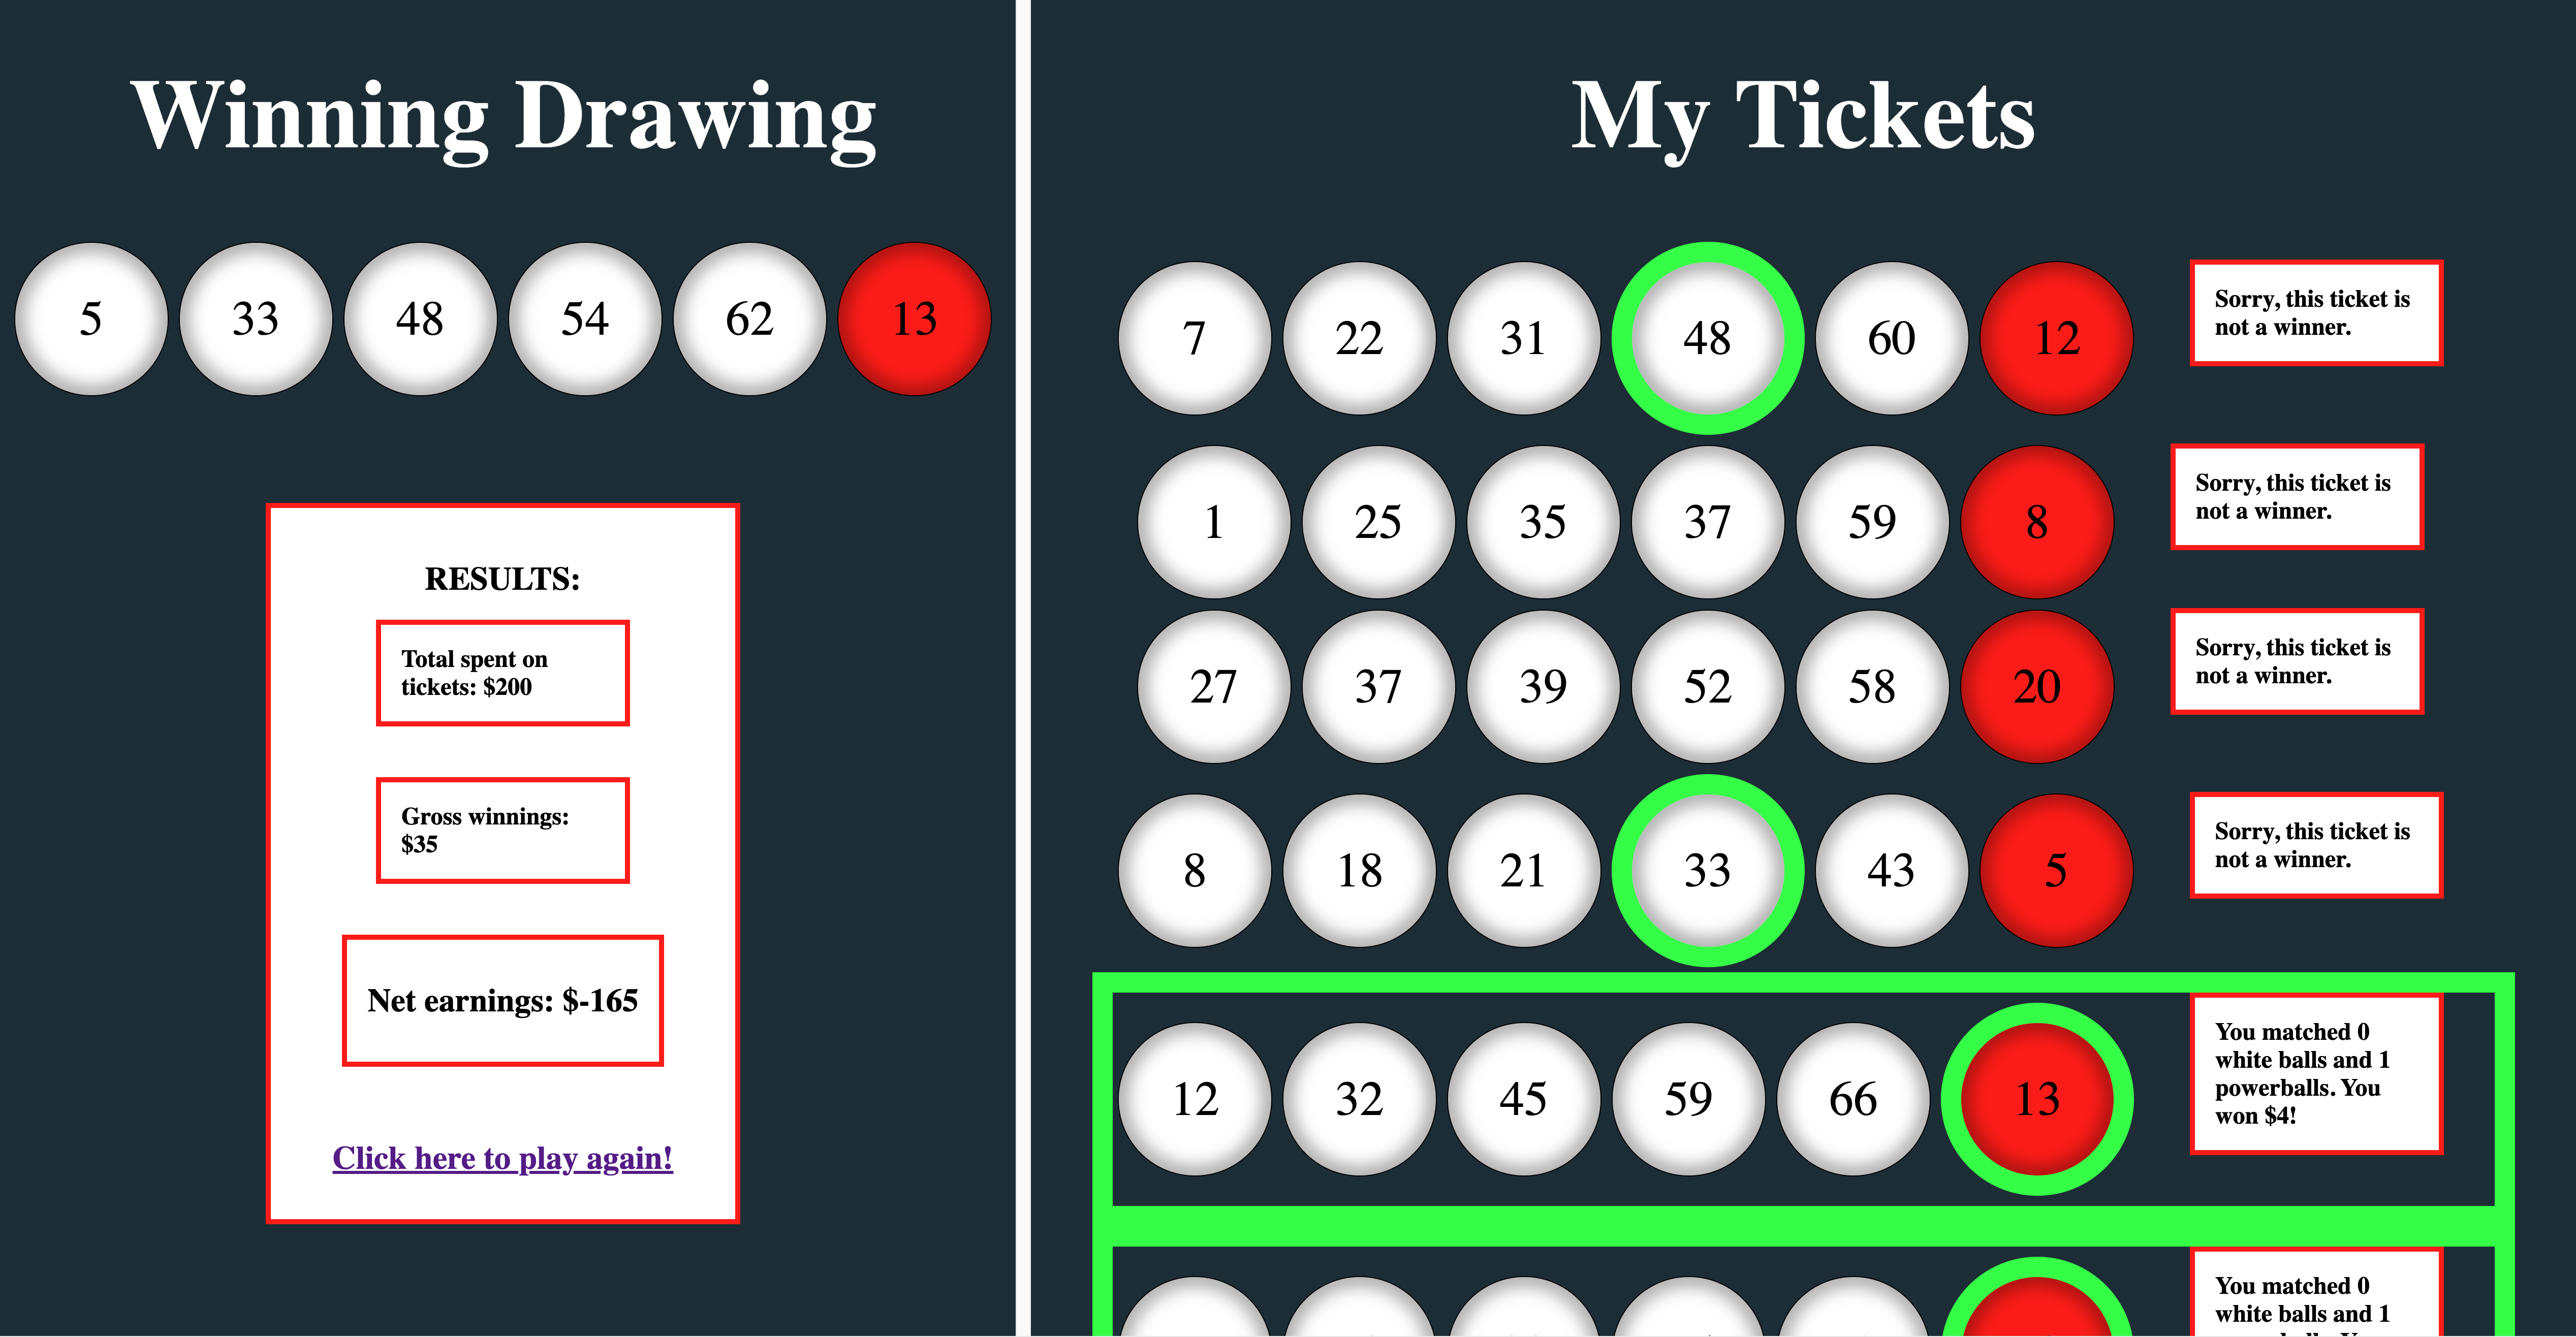 Winning Drawing
5 33 48 54 62 13
RESULTS:
Total spent on
tickets: $200
Gross winnings:
$35
Net earnings: $-165
Click here to play again!
My Tickets
7 22 31 48 60 12
Sorry, this ticket is
not a winner.
1 25 35 37 59 8
Sorry, this ticket is
not a winner.
27 37 39 52 58 20
Sorry, this ticket is
not a winner.
8 18 21 33 43 5
Sorry, this ticket is
not a winner.
12 32 45 59 66 13
You matched 0
white balls and 1
powerballs. You
won $4!
You matched 0
white balls and 1